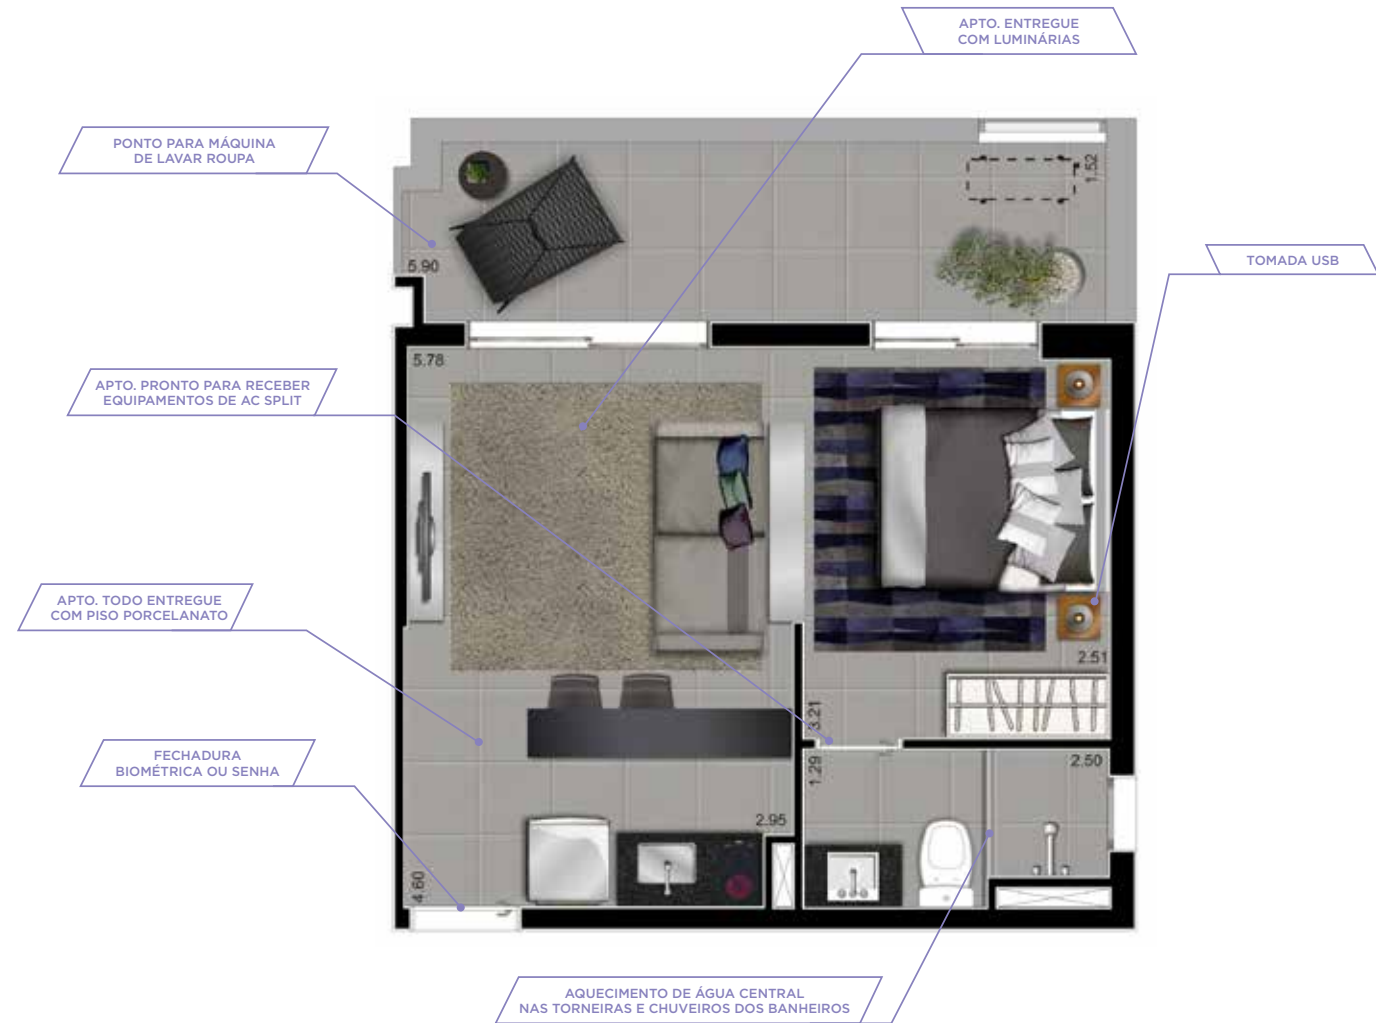 APTO. ENTREGUE
COM LUMINÁRIAS
PONTO PARA MÁQUINA
DE LAVAR ROUPA
1.52
TOMADA USB
5.90
5.78
APTO. PRONTO PARA RECEBER
EQUIPAMENTOS DE AC SPLIT
APTO. TODO ENTREGUE
COM PISO PORCELANATO
2.51
3.21
FECHADURA
BIOMÉTRICA OU SENHA
1.29
2.50
2.95
4.60
AQUECIMENTO DE ÁGUA CENTRAL
NAS TORNEIRAS E CHUVEIROS DOS BANHEIROS